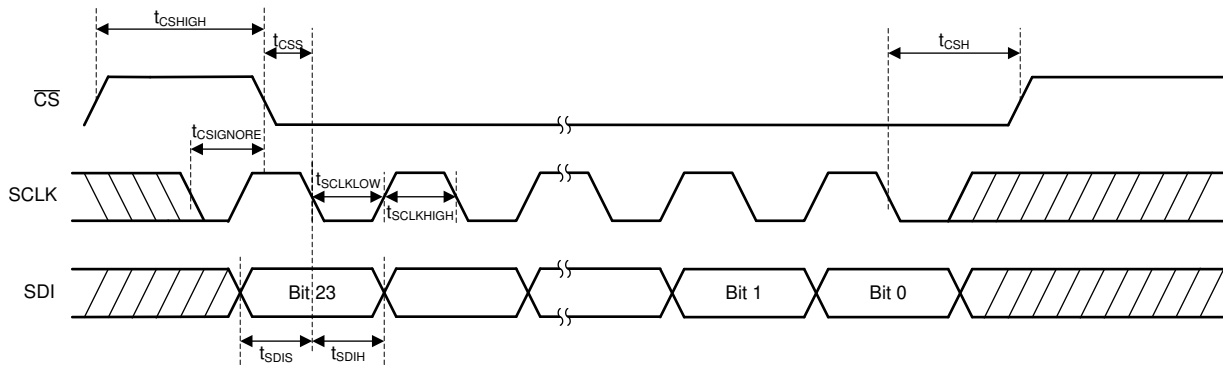 tCSHIGH
tCSS
tCSH
CS
tCSIGNORE
SCLK
tSCLKLOW
tSCLKHIGH
SDI
Bit 23
Bit 1
Bit 0
tSDIS
tSDIH